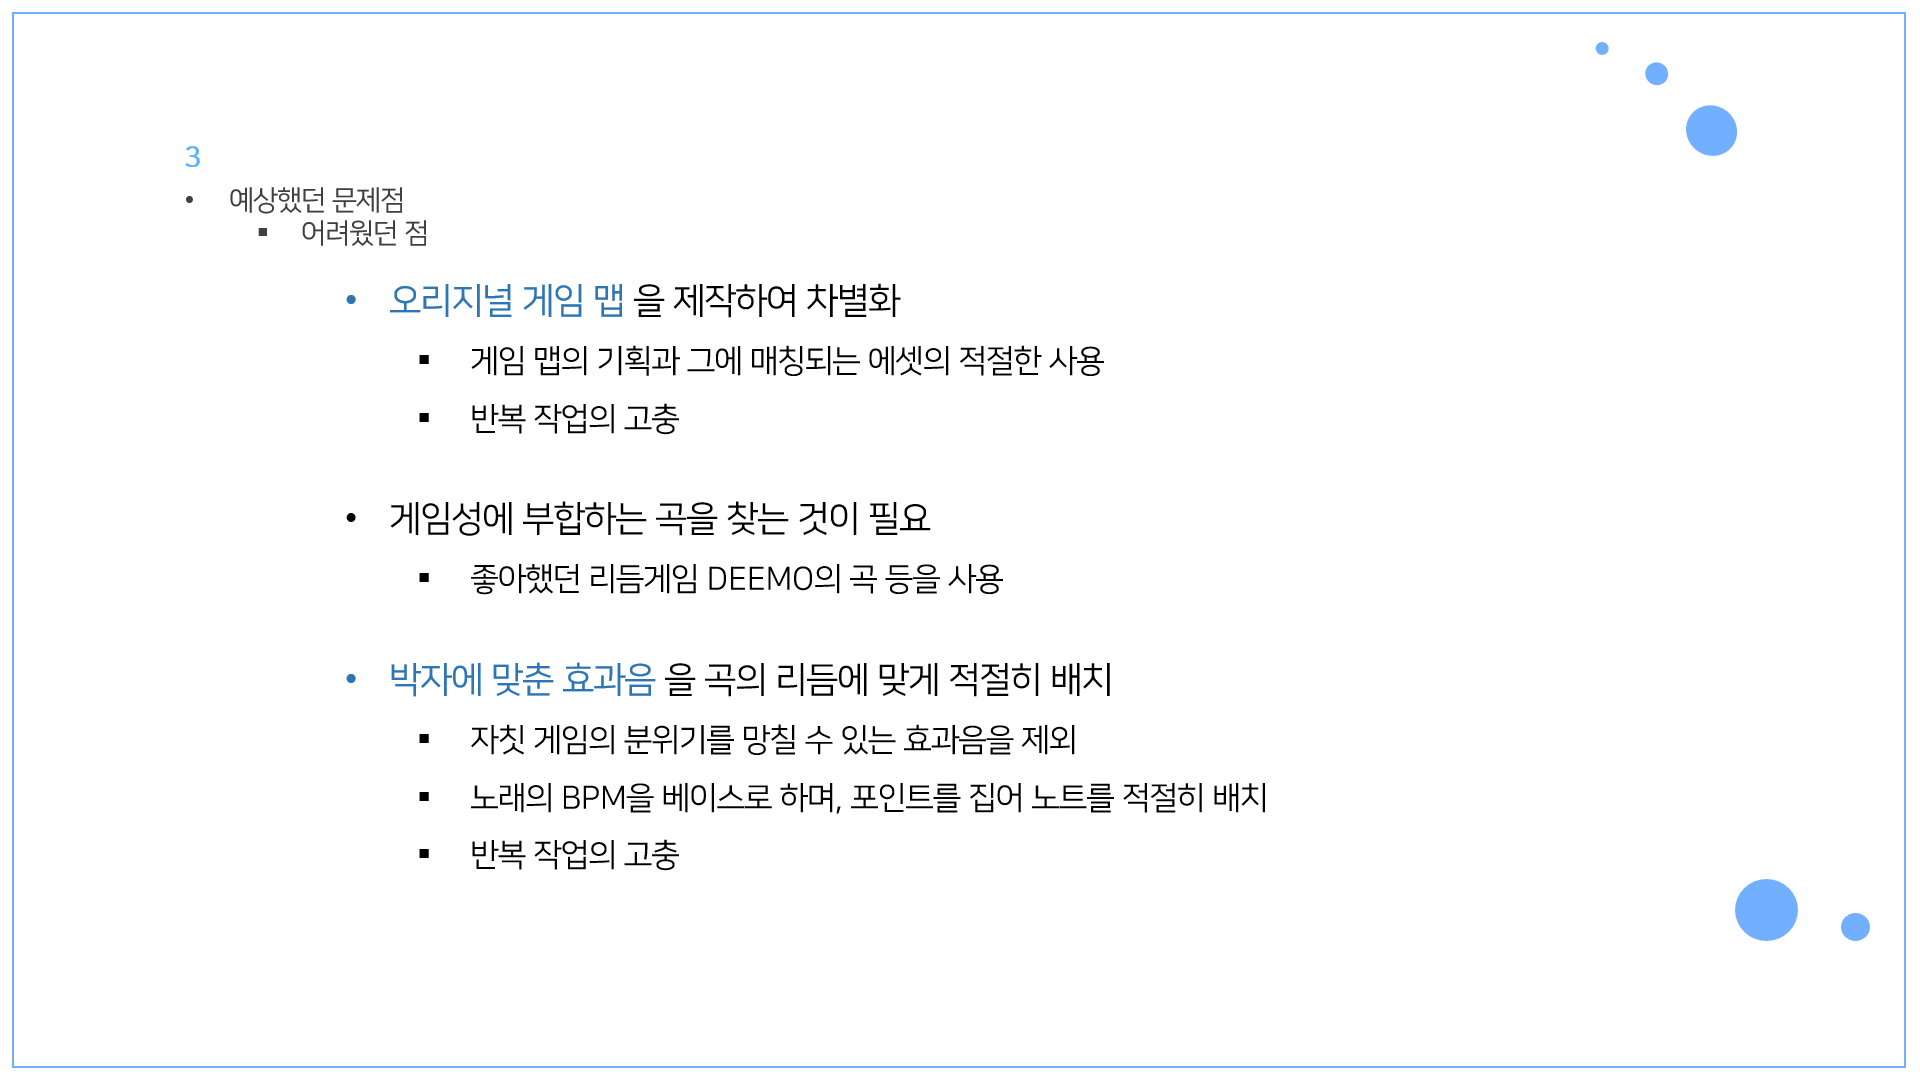 3
• 예상했던 문제점
▪ 어려웠던 점
• 오리지널 게임 맵 을 제작하여 차별화
▪ 게임 맵의 기획과 그에 매칭되는 에셋의 적절한 사용
▪ 반복 작업의 고충
• 게임성에 부합하는 곡을 찾는 것이 필요
▪ 좋아했던 리듬게임 DEEMO의 곡 등을 사용
• 박자에 맞춘 효과음 을 곡의 리듬에 맞게 적절히 배치
▪ 자칫 게임의 분위기를 망칠 수 있는 효과음을 제외
▪ 노래의 BPM을 베이스로 하며, 포인트를 집어 노트를 적절히 배치
▪ 반복 작업의 고충